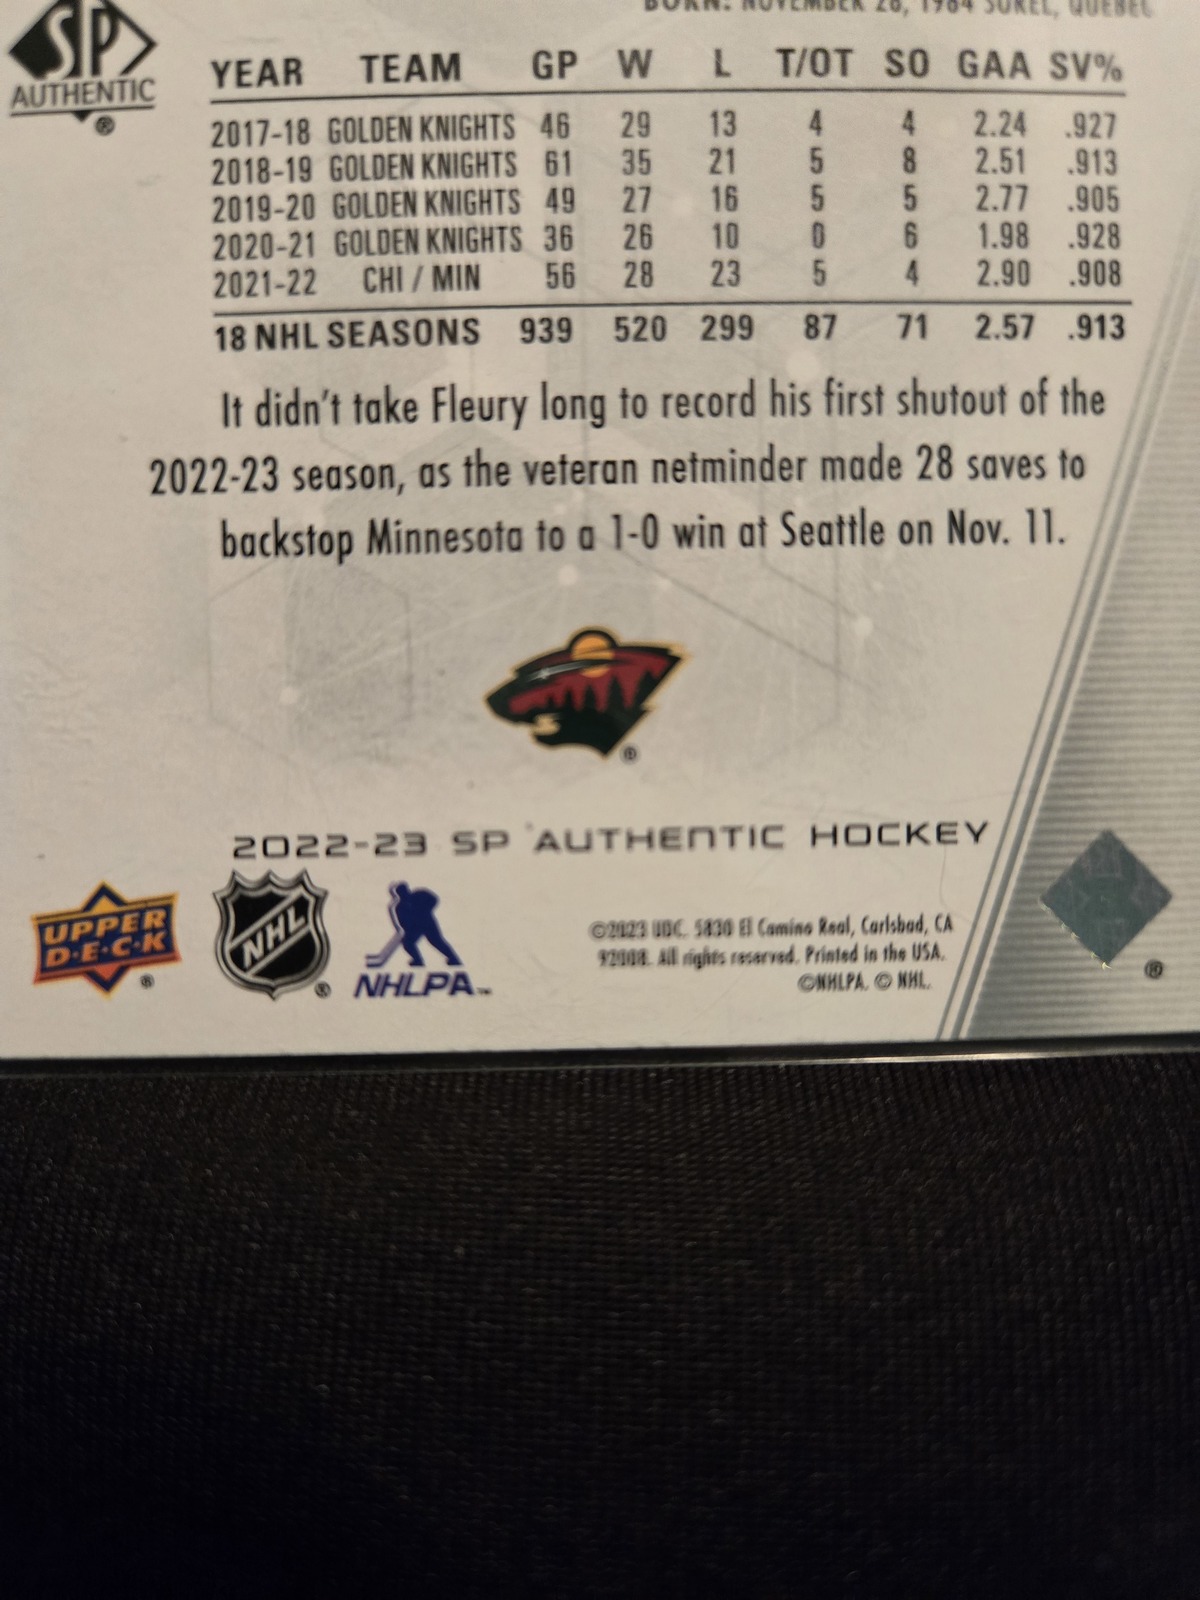 BORN: NOVEMBER 28, 1984 SOREL, QUEBEC
SP
AUTHENTIC
®
YEAR TEAM GP W L T/OT SO GAA SV%
2017-18 GOLDEN KNIGHTS 46 29 13 4 4 2.24 .927
2018-19 GOLDEN KNIGHTS 61 35 21 5 8 2.51 .913
2019-20 GOLDEN KNIGHTS 49 27 16 5 5 2.77 .905
2020-21 GOLDEN KNIGHTS 36 26 10 0 6 1.98 .928
2021-22 CHI / MIN 56 28 23 5 4 2.90 .908
18 NHL SEASONS 939 520 299 87 71 2.57 .913
It didn't take Fleury long to record his first shutout of the
2022-23 season, as the veteran netminder made 28 saves to
backstop Minnesota to a 1-0 win at Seattle on Nov. 11.
®
2022-23 SP AUTHENTIC HOCKEY
UPPER
D·E·C·K
®
NHL
®
NHLPA™
©2023 UDC. 5830 El Camino Real, Carlsbad, CA
92008. All rights reserved. Printed in the USA.
©NHLPA. © NHL.
®